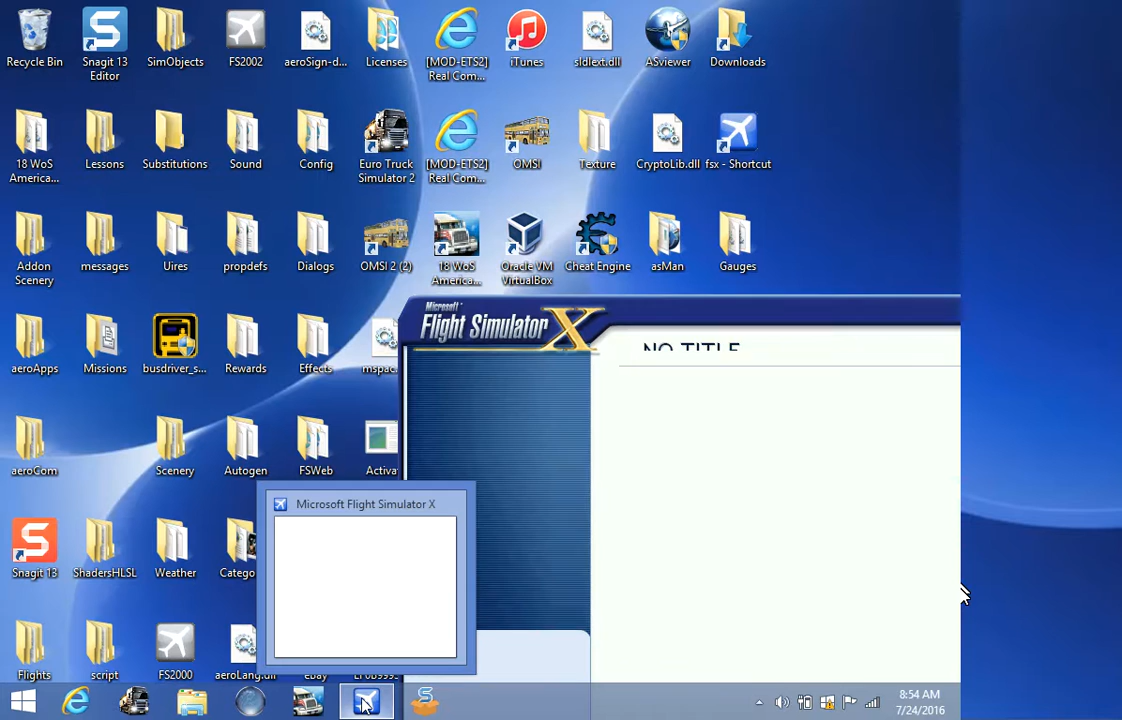 Recycle Bin
Snagit 13
Editor
SimObjects
FS2002
aeroSign-d...
Licenses
[MOD-ETS2]
Real Com...
iTunes
sldlext.dll
ASviewer
Downloads
18 WoS
America...
Lessons
Substitutions
Sound
Config
Euro Truck
Simulator 2
[MOD-ETS2]
Real Com...
OMSI
Texture
CryptoLib.dll
fsx - Shortcut
Addon
Scenery
messages
Uires
propdefs
Dialogs
OMSI 2 (2)
18 WoS
America...
Oracle VM
VirtualBox
Cheat Engine
asMan
Gauges
Microsoft
Flight Simulator X
NO TITLE
aeroApps
Missions
busdriver_s...
Rewards
Effects
mspac
aeroCom
Scenery
Autogen
FSWeb
Activa
Microsoft Flight Simulator X
Snagit 13
ShadersHLSL
Weather
Catego
Flights
script
FS2000
aeroLang.dll
eBay
8:54 AM
7/24/2016